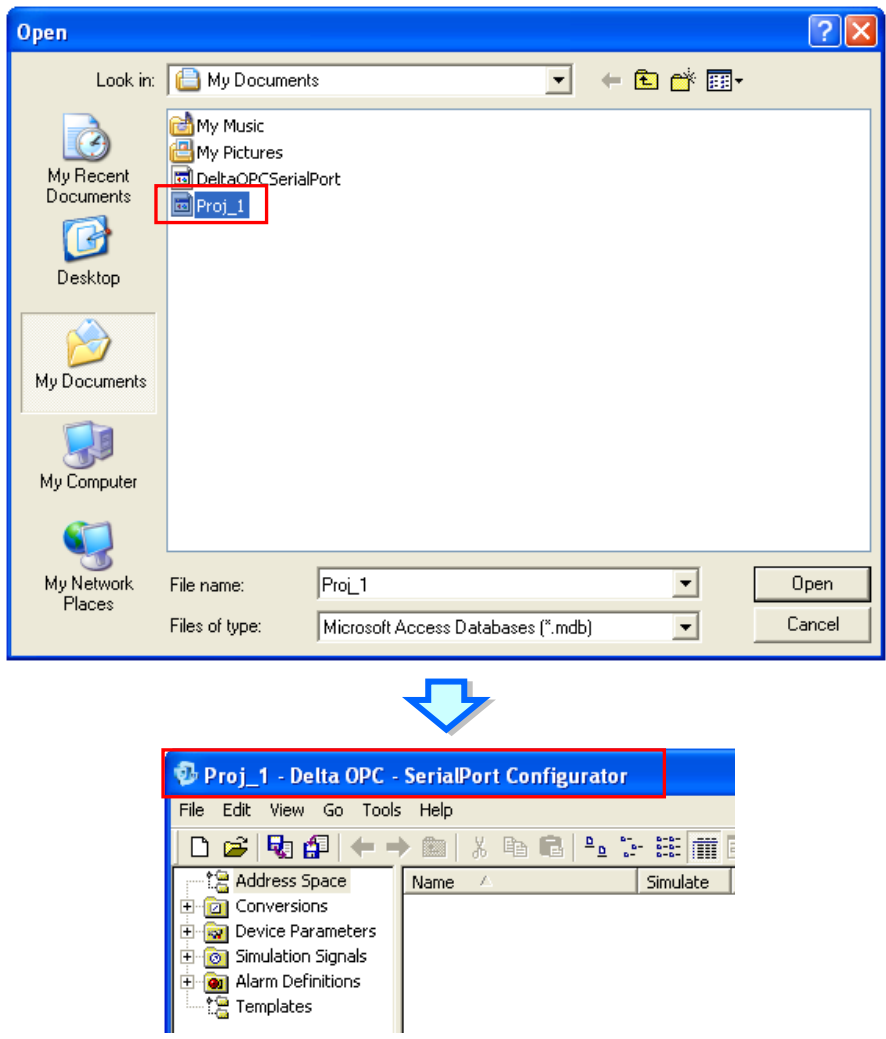 Open
Look in: My Documents
My Music
My Pictures
DeltaOPCSerialPort
Proj_1
My Recent
Documents
Desktop
My Documents
My Computer
My Network
Places
File name: Proj_1 Open
Files of type: Microsoft Access Databases (*.mdb) Cancel
Proj_1 - Delta OPC - SerialPort Configurator
File Edit View Go Tools Help
Address Space Name Simulate
Conversions
Device Parameters
Simulation Signals
Alarm Definitions
Templates